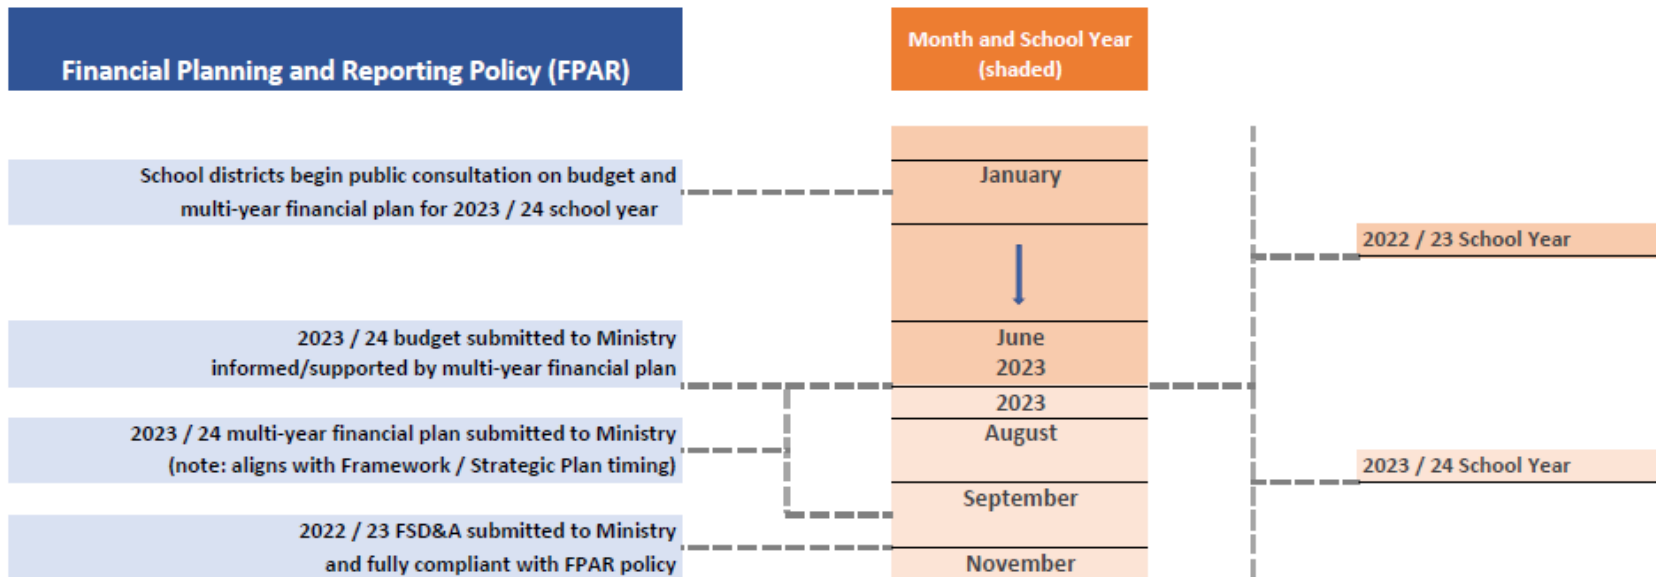 Financial Planning and Reporting Policy (FPAR)
Month and School Year
(shaded)
School districts begin public consultation on budget and
multi-year financial plan for 2023 / 24 school year
January
2022 / 23 School Year
2023 / 24 budget submitted to Ministry
informed/supported by multi-year financial plan
June
2023
2023
2023 / 24 multi-year financial plan submitted to Ministry
(note: aligns with Framework / Strategic Plan timing)
August
2023 / 24 School Year
September
2022 / 23 FSD&A submitted to Ministry
and fully compliant with FPAR policy
November